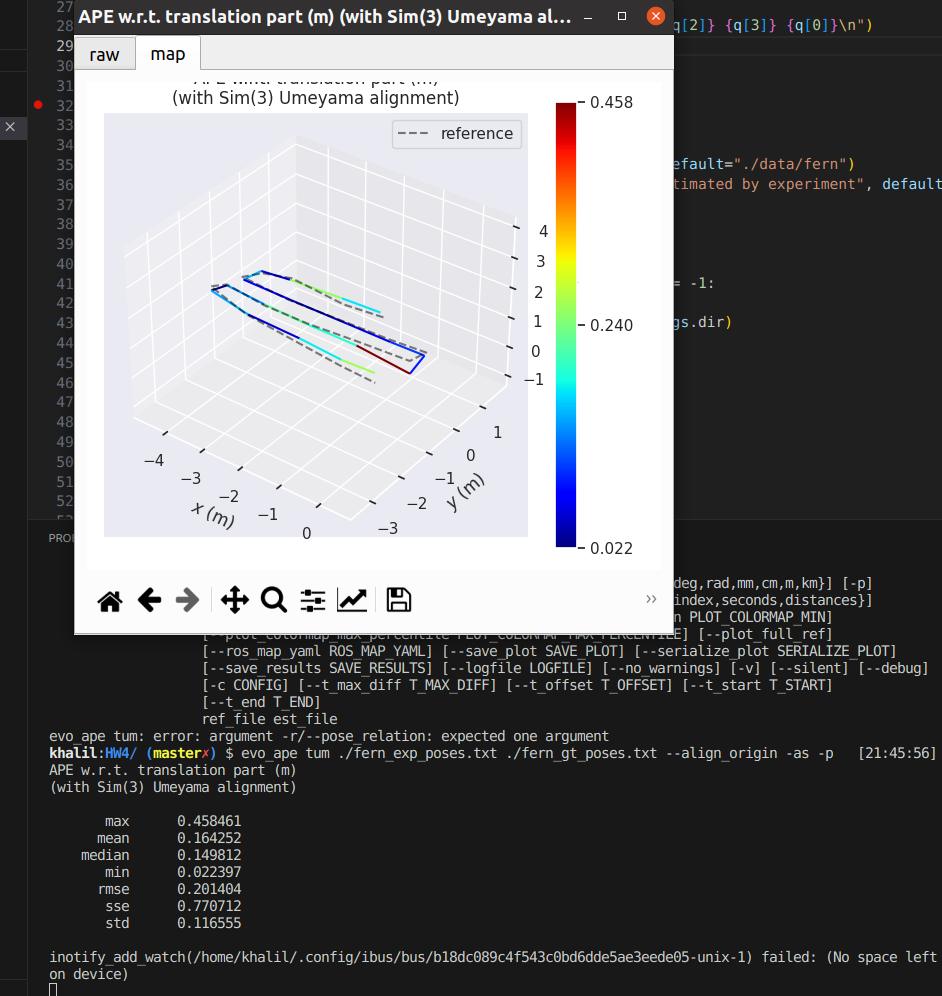 APE w.r.t. translation part (m) (with Sim(3) Umeyama al...
raw
map
(with Sim(3) Umeyama alignment)
reference
0.458
0.240
0.022
4
3
2
1
0
−1
1
0
−1
−2
−3
y (m)
−4
−3
−2
−1
0
x (m)
27
28
29
30
31
32
33
34
35
36
37
38
39
40
41
42
43
44
45
46
47
48
49
50
51
52
q[2]} {q[3]} {q[0]}\n")
efault="./data/fern")
timated by experiment", default
= -1:
gs.dir)
PRO
deg,rad,mm,cm,m,km}] [-p]
index,seconds,distances}]
n PLOT_COLORMAP_MIN]
[--plot_colormap_max_percentile PLOT_COLORMAP_MAX_PERCENTILE] [--plot_full_ref]
[--ros_map_yaml ROS_MAP_YAML] [--save_plot SAVE_PLOT] [--serialize_plot SERIALIZE_PLOT]
[--save_results SAVE_RESULTS] [--logfile LOGFILE] [--no_warnings] [-v] [--silent] [--debug]
[-c CONFIG] [--t_max_diff T_MAX_DIFF] [--t_offset T_OFFSET] [--t_start T_START]
[--t_end T_END]
ref_file est_file
evo_ape tum: error: argument -r/--pose_relation: expected one argument
khalil:HW4/ (master✗) $ evo_ape tum ./fern_exp_poses.txt ./fern_gt_poses.txt --align_origin -as -p [21:45:56]
APE w.r.t. translation part (m)
(with Sim(3) Umeyama alignment)
max 0.458461
mean 0.164252
median 0.149812
min 0.022397
rmse 0.201404
sse 0.770712
std 0.116555
inotify_add_watch(/home/khalil/.config/ibus/bus/b18dc089c4f543c0bd6dde5ae3eede05-unix-1) failed: (No space left
on device)